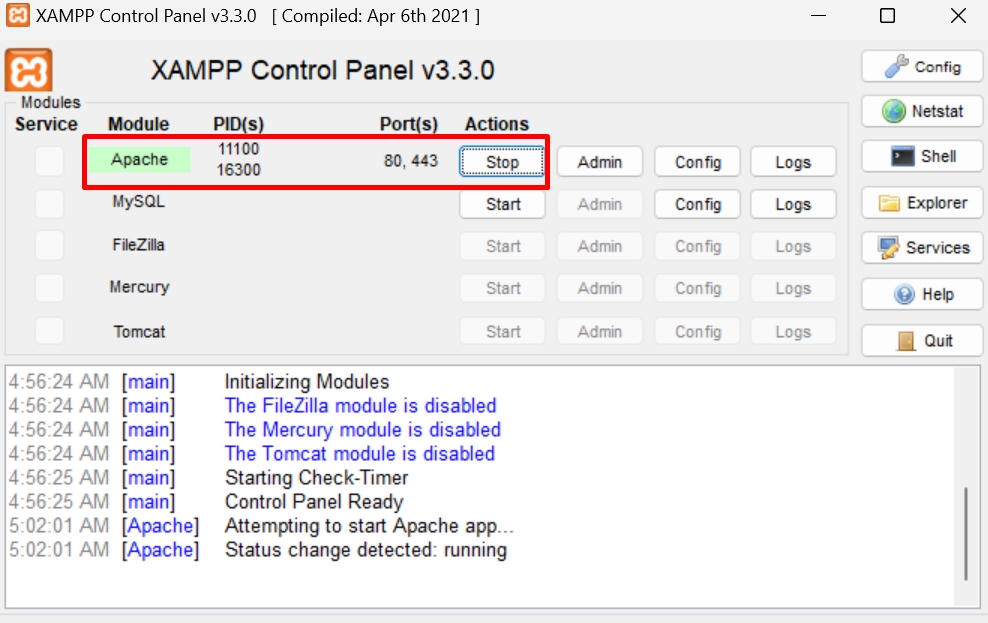 XAMPP Control Panel v3.3.0 [ Compiled: Apr 6th 2021 ]
XAMPP Control Panel v3.3.0
Config
Modules
Service Module PID(s) Port(s) Actions
Netstat
Apache 11100 16300 80, 443 Stop Admin Config Logs
Shell
MySQL Start Admin Config Logs
Explorer
FileZilla Start Admin Config Logs
Services
Mercury Start Admin Config Logs
Help
Tomcat Start Admin Config Logs
Quit
4:56:24 AM [main] Initializing Modules
4:56:24 AM [main] The FileZilla module is disabled
4:56:24 AM [main] The Mercury module is disabled
4:56:24 AM [main] The Tomcat module is disabled
4:56:25 AM [main] Starting Check-Timer
4:56:25 AM [main] Control Panel Ready
5:02:01 AM [Apache] Attempting to start Apache app...
5:02:01 AM [Apache] Status change detected: running